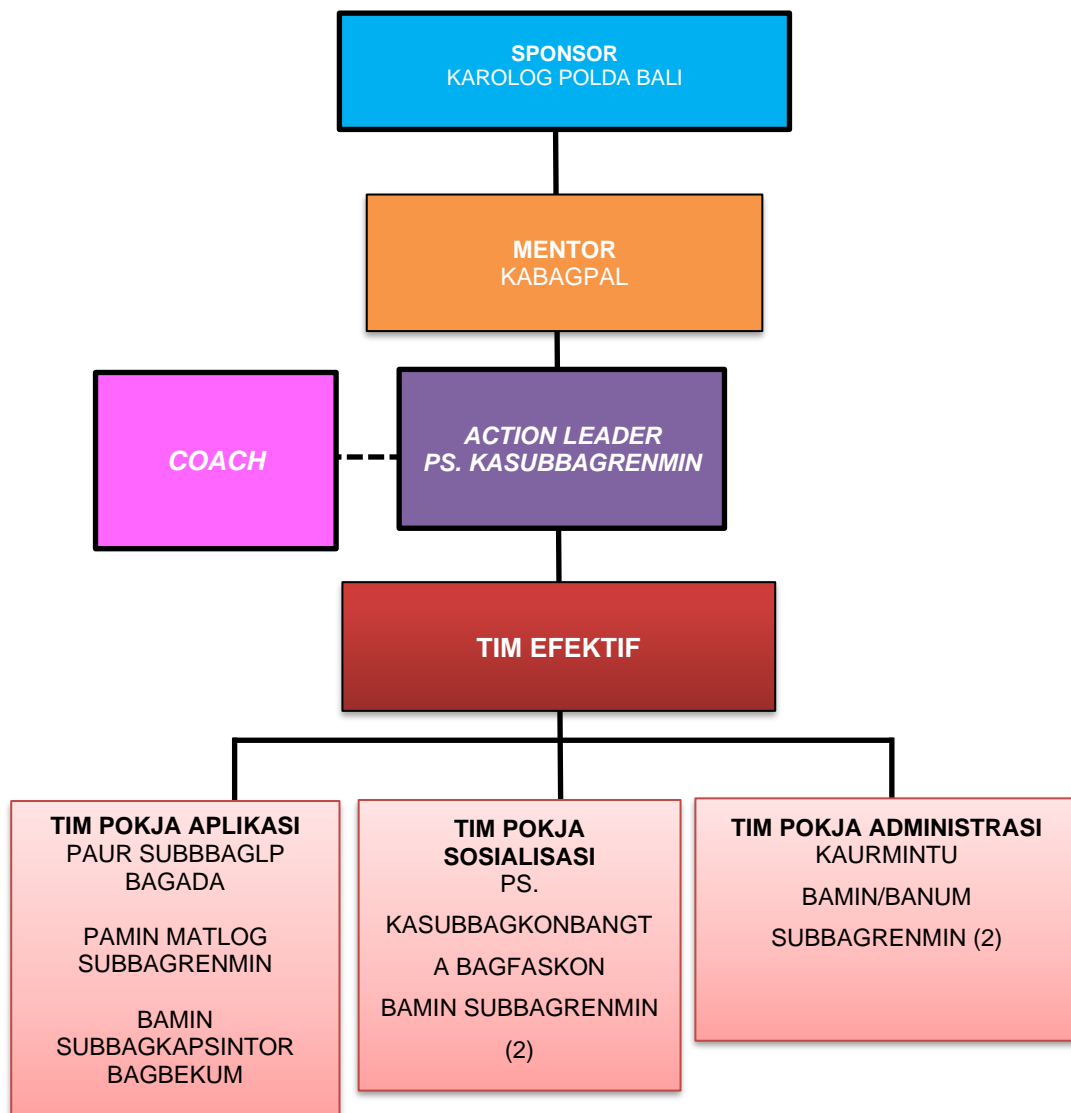 SPONSOR
KAROLOG POLDA BALI
MENTOR
KABAGPAL
COACH
ACTION LEADER
PS. KASUBBAGRENMIN
TIM EFEKTIF
TIM POKJA APLIKASI
PAUR SUBBBAGLP
BAGADA
PAMIN MATLOG
SUBBAGRENMIN
BAMIN
SUBBAGKAPSINTOR
BAGBEKUM
TIM POKJA
SOSIALISASI
PS.
KASUBBAGKONBANGT
A BAGFASKON
BAMIN SUBBAGRENMIN
(2)
TIM POKJA ADMINISTRASI
KAURMINTU
BAMIN/BANUM
SUBBAGRENMIN (2)